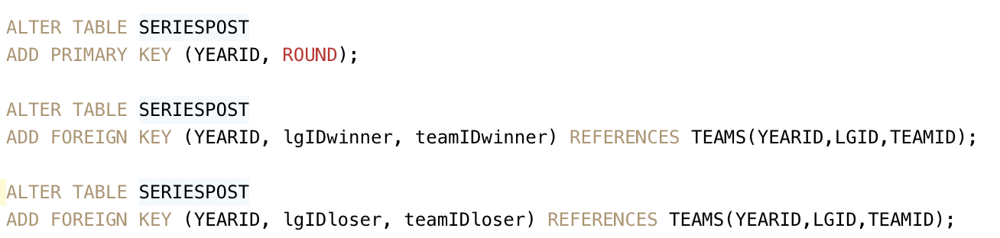 ALTER TABLE SERIESPOST
ADD PRIMARY KEY (YEARID, ROUND);
ALTER TABLE SERIESPOST
ADD FOREIGN KEY (YEARID, lgIDwinner, teamIDwinner) REFERENCES TEAMS(YEARID,LGID,TEAMID);
ALTER TABLE SERIESPOST
ADD FOREIGN KEY (YEARID, lgIDloser, teamIDloser) REFERENCES TEAMS(YEARID,LGID,TEAMID);